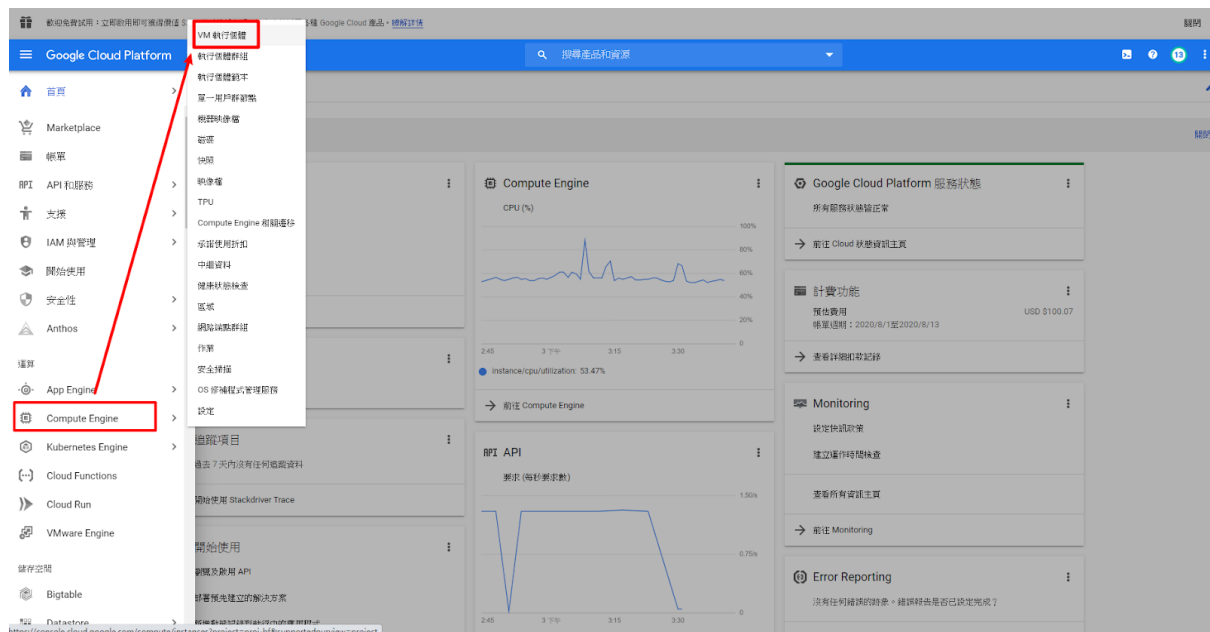 歡迎免費試用：立即啟用即可獲得價值 $
種 Google Cloud 產品。瞭解詳情
關閉
Google Cloud Platform
搜尋產品和資源
13
首頁
Marketplace
帳單
API
API 和服務
支援
IAM 與管理
開始使用
安全性
Anthos
運算
App Engine
Compute Engine
Kubernetes Engine
Cloud Functions
Cloud Run
VMware Engine
儲存空間
Bigtable
Datastore
VM 執行個體
執行個體群組
執行個體範本
單一用戶群節點
機器映像檔
磁碟
快照
映像檔
TPU
Compute Engine 相關遷移
承諾使用折扣
中繼資料
健康狀態檢查
區域
網路端點群組
作業
安全掃描
OS 修補程式管理服務
設定
追蹤項目
過去 7 天內沒有任何追蹤資料
開始使用 Stackdriver Trace
開始使用
瀏覽及啟用 API
部署預先建立的解決方案
Compute Engine
CPU (%)
100%
80%
60%
40%
20%
0
2:45
3 下午
3:15
3:30
instance/cpu/utilization: 53.47%
前往 Compute Engine
API API
要求 (每秒要求數)
1.50/s
0.75/s
0
2:45
3 下午
3:15
3:30
Google Cloud Platform 服務狀態
所有服務狀態皆正常
前往 Cloud 狀態資訊主頁
計費功能
預估費用
USD $100.07
帳單週期：2020/8/1至2020/8/13
查看詳細扣款記錄
Monitoring
設定快訊政策
建立運作時間檢查
查看所有資訊主頁
前往 Monitoring
Error Reporting
沒有任何錯誤的跡象。錯誤報告是否已設定完成？
關閉